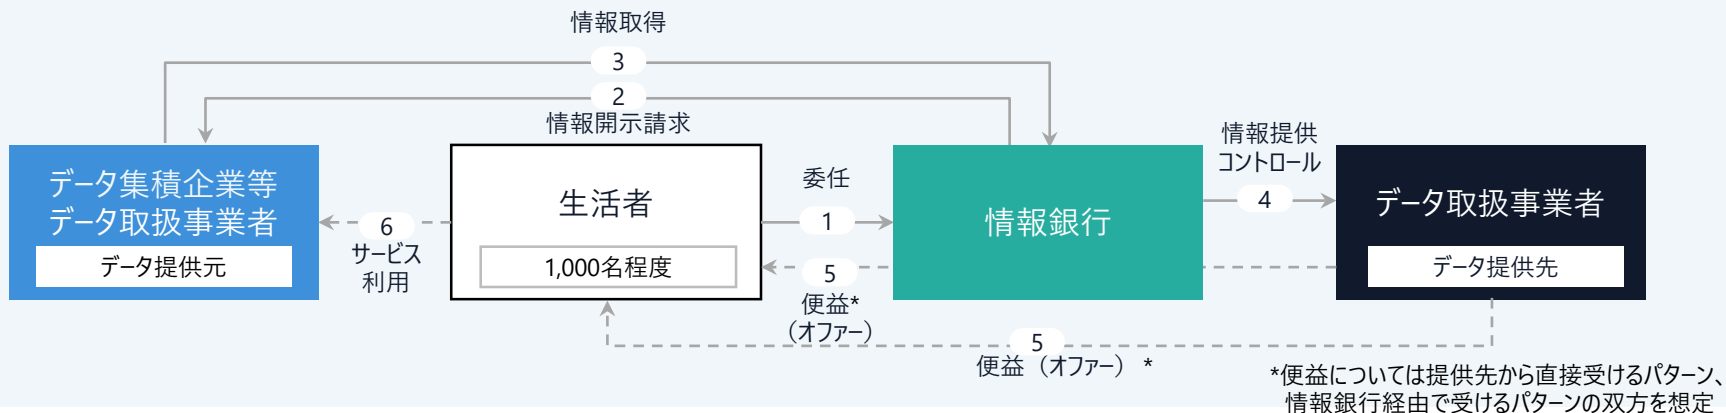 情報取得
3
2
情報開示請求
データ集積企業等
データ取扱事業者
データ提供元
6
サービス
利用
生活者
1,000名程度
委任
1
5
便益*
（オファー）
情報銀行
情報提供
コントロール
4
データ取扱事業者
データ提供先
5
便益（オファー） *
*便益については提供先から直接受けるパターン、
情報銀行経由で受けるパターンの双方を想定